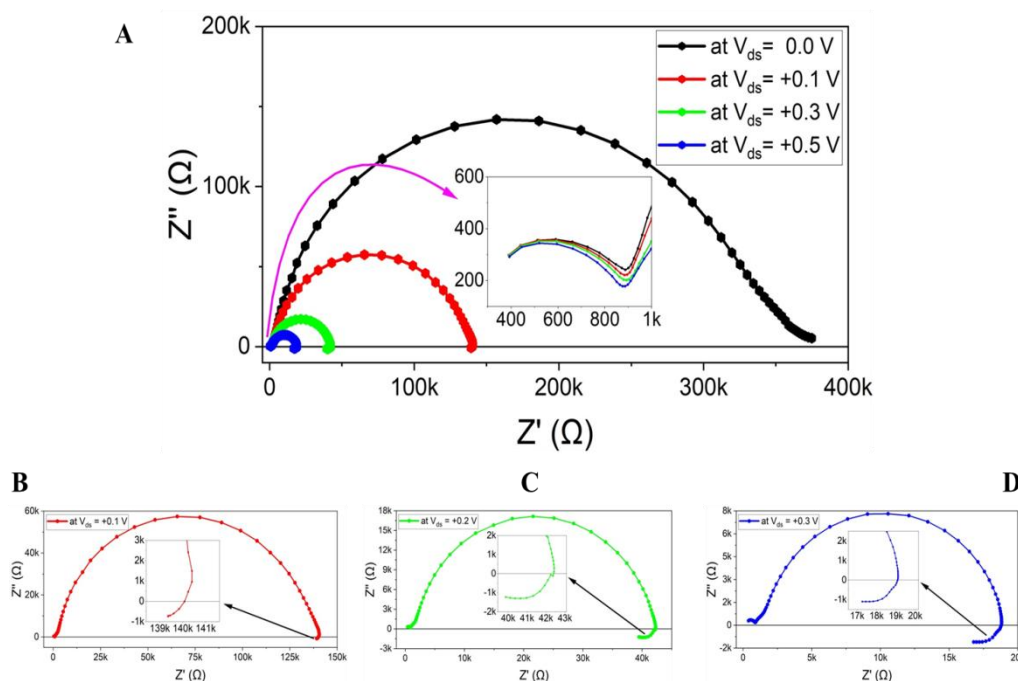 A
200k
100k
0
Z'' (Ω)
at Vds= 0.0 V
at Vds= +0.1 V
at Vds= +0.3 V
at Vds= +0.5 V
600
400
200
400 600 800 1k
0 100k 200k 300k 400k
Z' (Ω)
B
60k
40k
20k
0
Z'' (Ω)
at Vds = +0.1 V
3k
2k
1k
0
-1k
139k 140k 141k
0 25k 50k 75k 100k 125k 150k
Z' (Ω)
C
18k
15k
12k
9k
6k
3k
0
-3k
Z'' (Ω)
at Vds = +0.2 V
2k
1k
0
-1k
-2k
40k 41k 42k 43k
0 10k 20k 30k 40k
Z' (Ω)
D
8k
6k
4k
2k
0
-2k
Z'' (Ω)
at Vds = +0.3 V
2k
1k
0
-1k
17k 18k 19k 20k
0 5k 10k 15k
Z' (Ω)